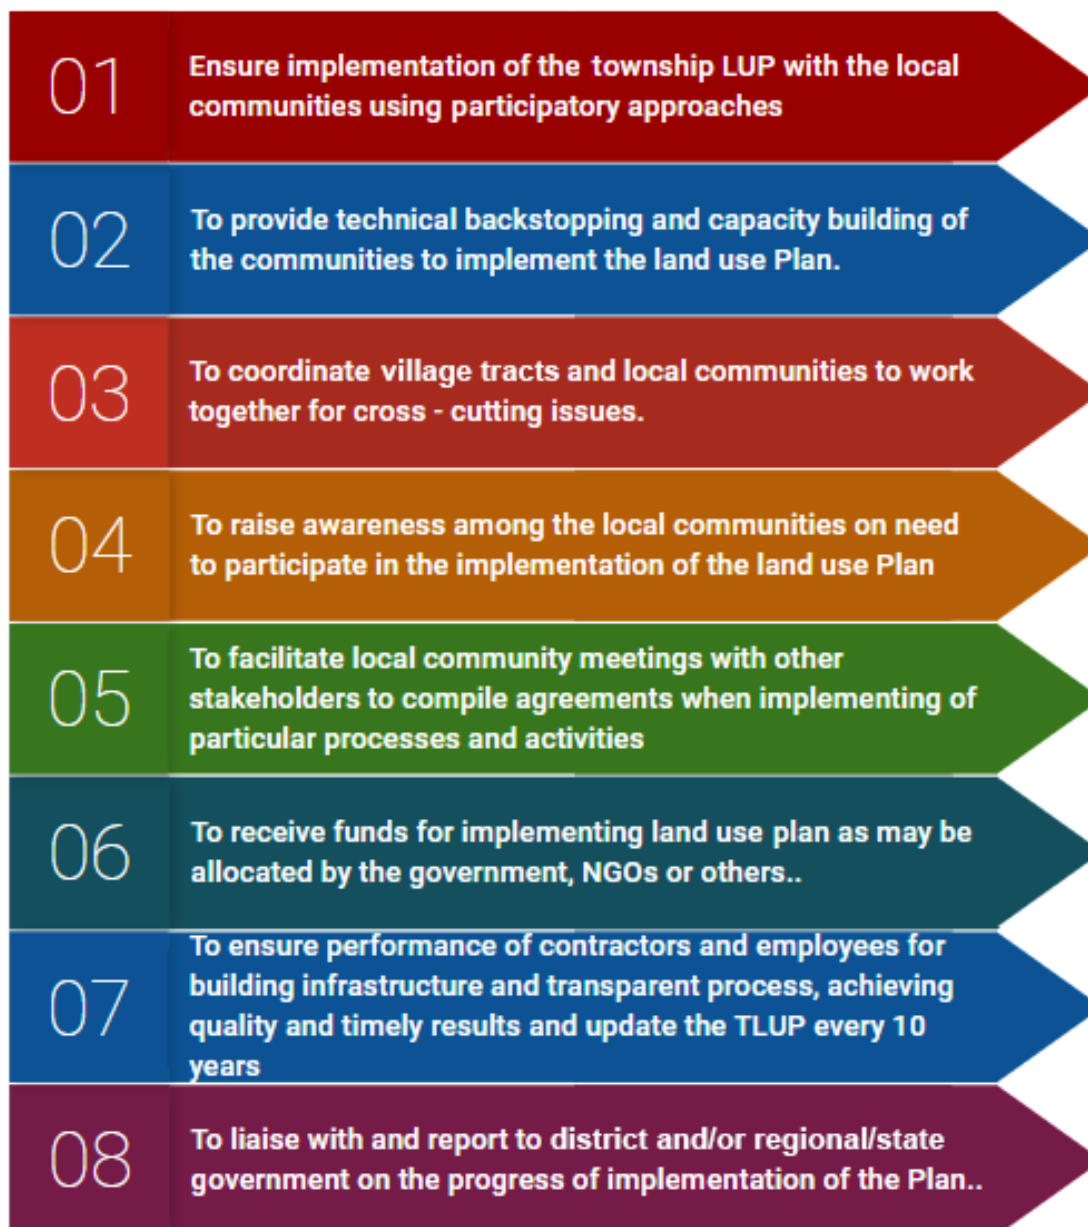 01
Ensure implementation of the township LUP with the local
communities using participatory approaches
02
To provide technical backstopping and capacity building of
the communities to implement the land use Plan.
03
To coordinate village tracts and local communities to work
together for cross - cutting issues.
04
To raise awareness among the local communities on need
to participate in the implementation of the land use Plan
05
To facilitate local community meetings with other
stakeholders to compile agreements when implementing of
particular processes and activities
06
To receive funds for implementing land use plan as may be
allocated by the government, NGOs or others..
07
To ensure performance of contractors and employees for
building infrastructure and transparent process, achieving
quality and timely results and update the TLUP every 10
years
08
To liaise with and report to district and/or regional/state
government on the progress of implementation of the Plan..